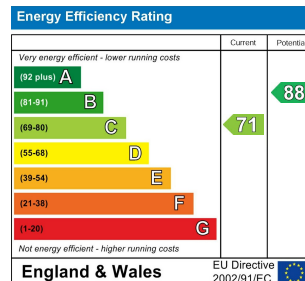 Energy Efficiency Rating
Current Potential
Very energy efficient - lower running costs
(92 plus) A
(81-91) B
(69-80) C
(55-68) D
(39-54) E
(21-38) F
(1-20) G
71
88
Not energy efficient - higher running costs
England & Wales
EU Directive
2002/91/EC